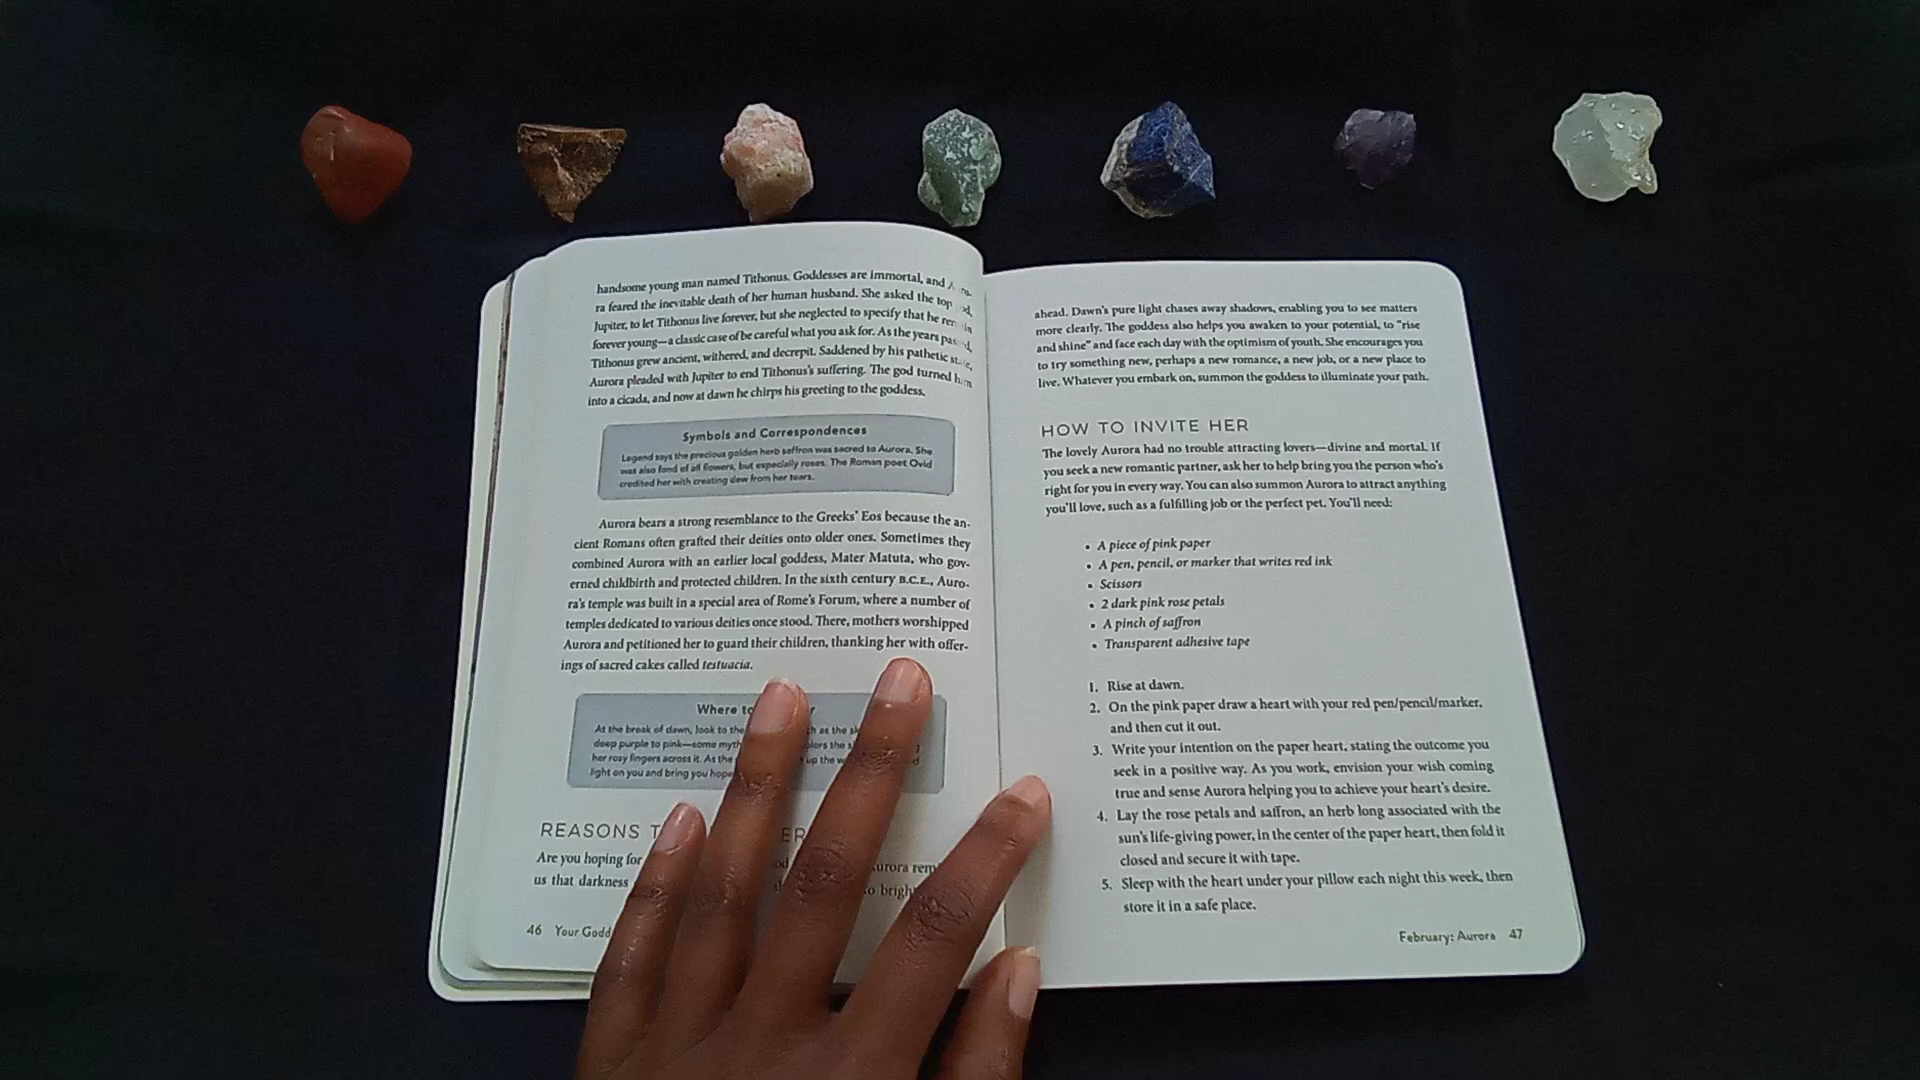 handsome young man named Tithonus. Goddesses are immortal, and
ra feared the inevitable death of her human husband. She asked the top
Jupiter, to let Tithonus live forever, but she neglected to specify that he
forever young—a classic case of be careful what you ask for. As the years
Tithonus grew ancient, withered, and decrepit. Saddened by his pathetic
Aurora pleaded with Jupiter to end Tithonus's suffering. The god turned
into a cicada, and now at dawn he chirps his greeting to the goddess.
Symbols and Correspondences
Legend says the precious golden herb saffron was sacred to Aurora. She
was also fond of all flowers, but especially roses. The Roman poet Ovid
credited her with creating dew from her tears.
Aurora bears a strong resemblance to the Greeks' Eos because the an-
cient Romans often grafted their deities onto older ones. Sometimes they
combined Aurora with an earlier local goddess, Mater Matuta, who gov-
erned childbirth and protected children. In the sixth century B.C.E., Auro-
ra's temple was built in a special area of Rome's Forum, where a number of
temples dedicated to various deities once stood. There, mothers worshipped
Aurora and petitioned her to guard their children, thanking her with offer-
ings of sacred cakes called testuacia.
Where
At the break of dawn, look to the as the
deep purple to pink—some the
her rosy fingers across it. As the up the
light on you and bring you
REASONS
Are you hoping for Aurora
us that darkness
46 Your
ahead. Dawn's pure light chases away shadows, enabling you to see matters
more clearly. The goddess also helps you awaken to your potential, to "rise
and shine" and face each day with the optimism of youth. She encourages you
to try something new, perhaps a new romance, a new job, or a new place to
live. Whatever you embark on, summon the goddess to illuminate your path.
HOW TO INVITE HER
The lovely Aurora had no trouble attracting lovers—divine and mortal. If
you seek a new romantic partner, ask her to help bring you the person who's
right for you in every way. You can also summon Aurora to attract anything
you'll love, such as a fulfilling job or the perfect pet. You'll need:
• A piece of pink paper
• A pen, pencil, or marker that writes red ink
• Scissors
• 2 dark pink rose petals
• A pinch of saffron
• Transparent adhesive tape
1. Rise at dawn.
2. On the pink paper draw a heart with your red pen/pencil/marker,
and then cut it out.
3. Write your intention on the paper heart, stating the outcome you
seek in a positive way. As you work, envision your wish coming
true and sense Aurora helping you to achieve your heart's desire.
4. Lay the rose petals and saffron, an herb long associated with the
sun's life-giving power, in the center of the paper heart, then fold it
closed and secure it with tape.
5. Sleep with the heart under your pillow each night this week, then
store it in a safe place.
February: Aurora 47